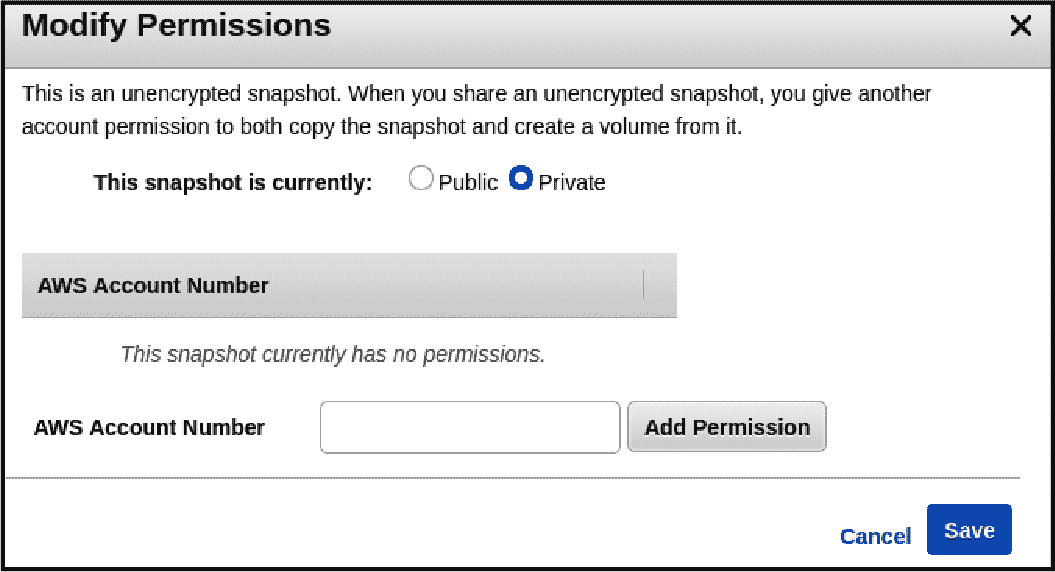 Modify Permissions
This is an unencrypted snapshot. When you share an unencrypted snapshot, you give another
account permission to both copy the snapshot and create a volume from it.
This snapshot is currently: Public Private
AWS Account Number
This snapshot currently has no permissions.
AWS Account Number Add Permission
Cancel Save